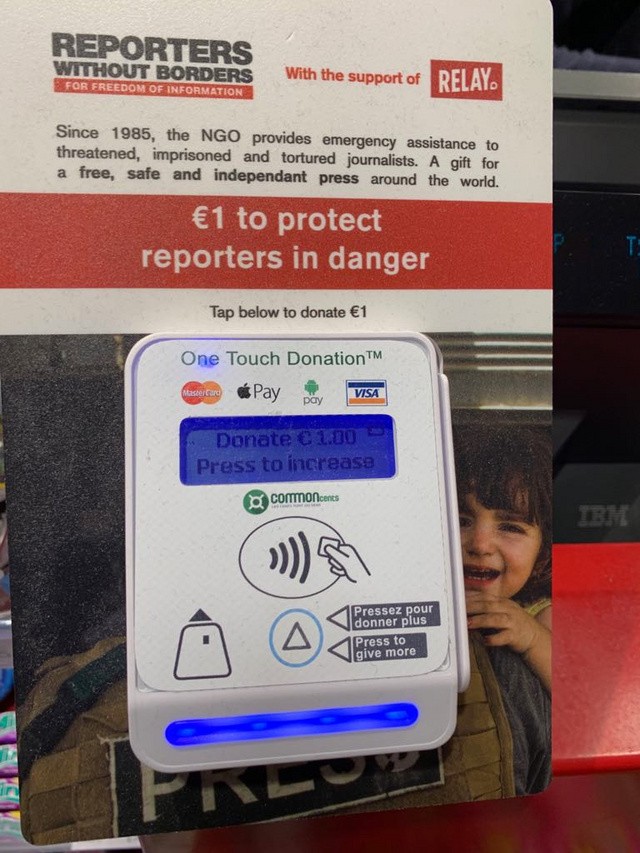 REPORTERS
WITHOUT BORDERS
FOR FREEDOM OF INFORMATION
With the support of RELAY
Since 1985, the NGO provides emergency assistance to
threatened, imprisoned and tortured journalists. A gift for
a free, safe and independant press around the world.
€1 to protect
reporters in danger
Tap below to donate €1
One Touch Donation™
MasterCard Pay pay VISA
Donate € 1.00
Press to increase
commoncents
Pressez pour
donner plus
Press to
give more
PRESS
IBM